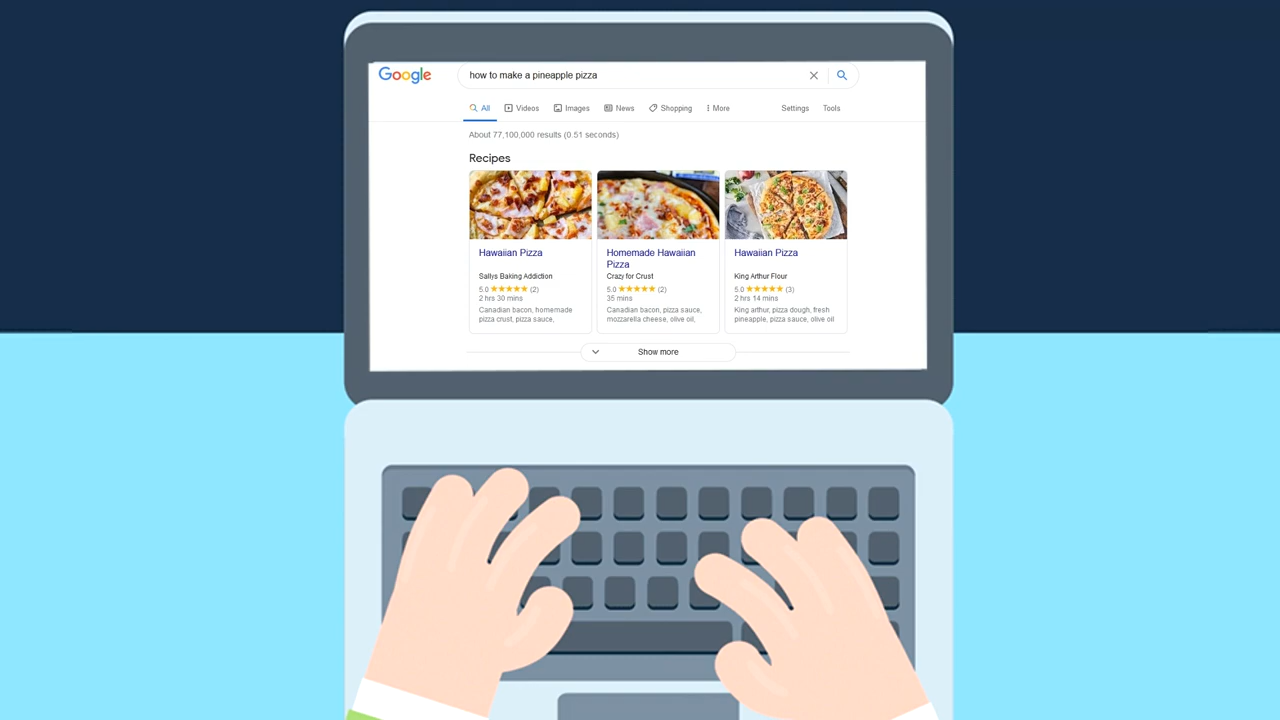 Google
how to make a pineapple pizza
All Videos Images News Shopping More Settings Tools
About 77,100,000 results (0.51 seconds)
Recipes
Hawaiian Pizza
Sallys Baking Addiction
5.0 (2)
2 hrs 30 mins
Canadian bacon, homemade
pizza crust, pizza sauce,
Homemade Hawaiian
Pizza
Crazy for Crust
5.0 (2)
35 mins
Canadian bacon, pizza sauce,
mozzarella cheese, olive oil,
Hawaiian Pizza
King Arthur Flour
5.0 (3)
2 hr 14 mins
King arthur, pizza dough, fresh
pineapple, pizza sauce, olive oil
Show more